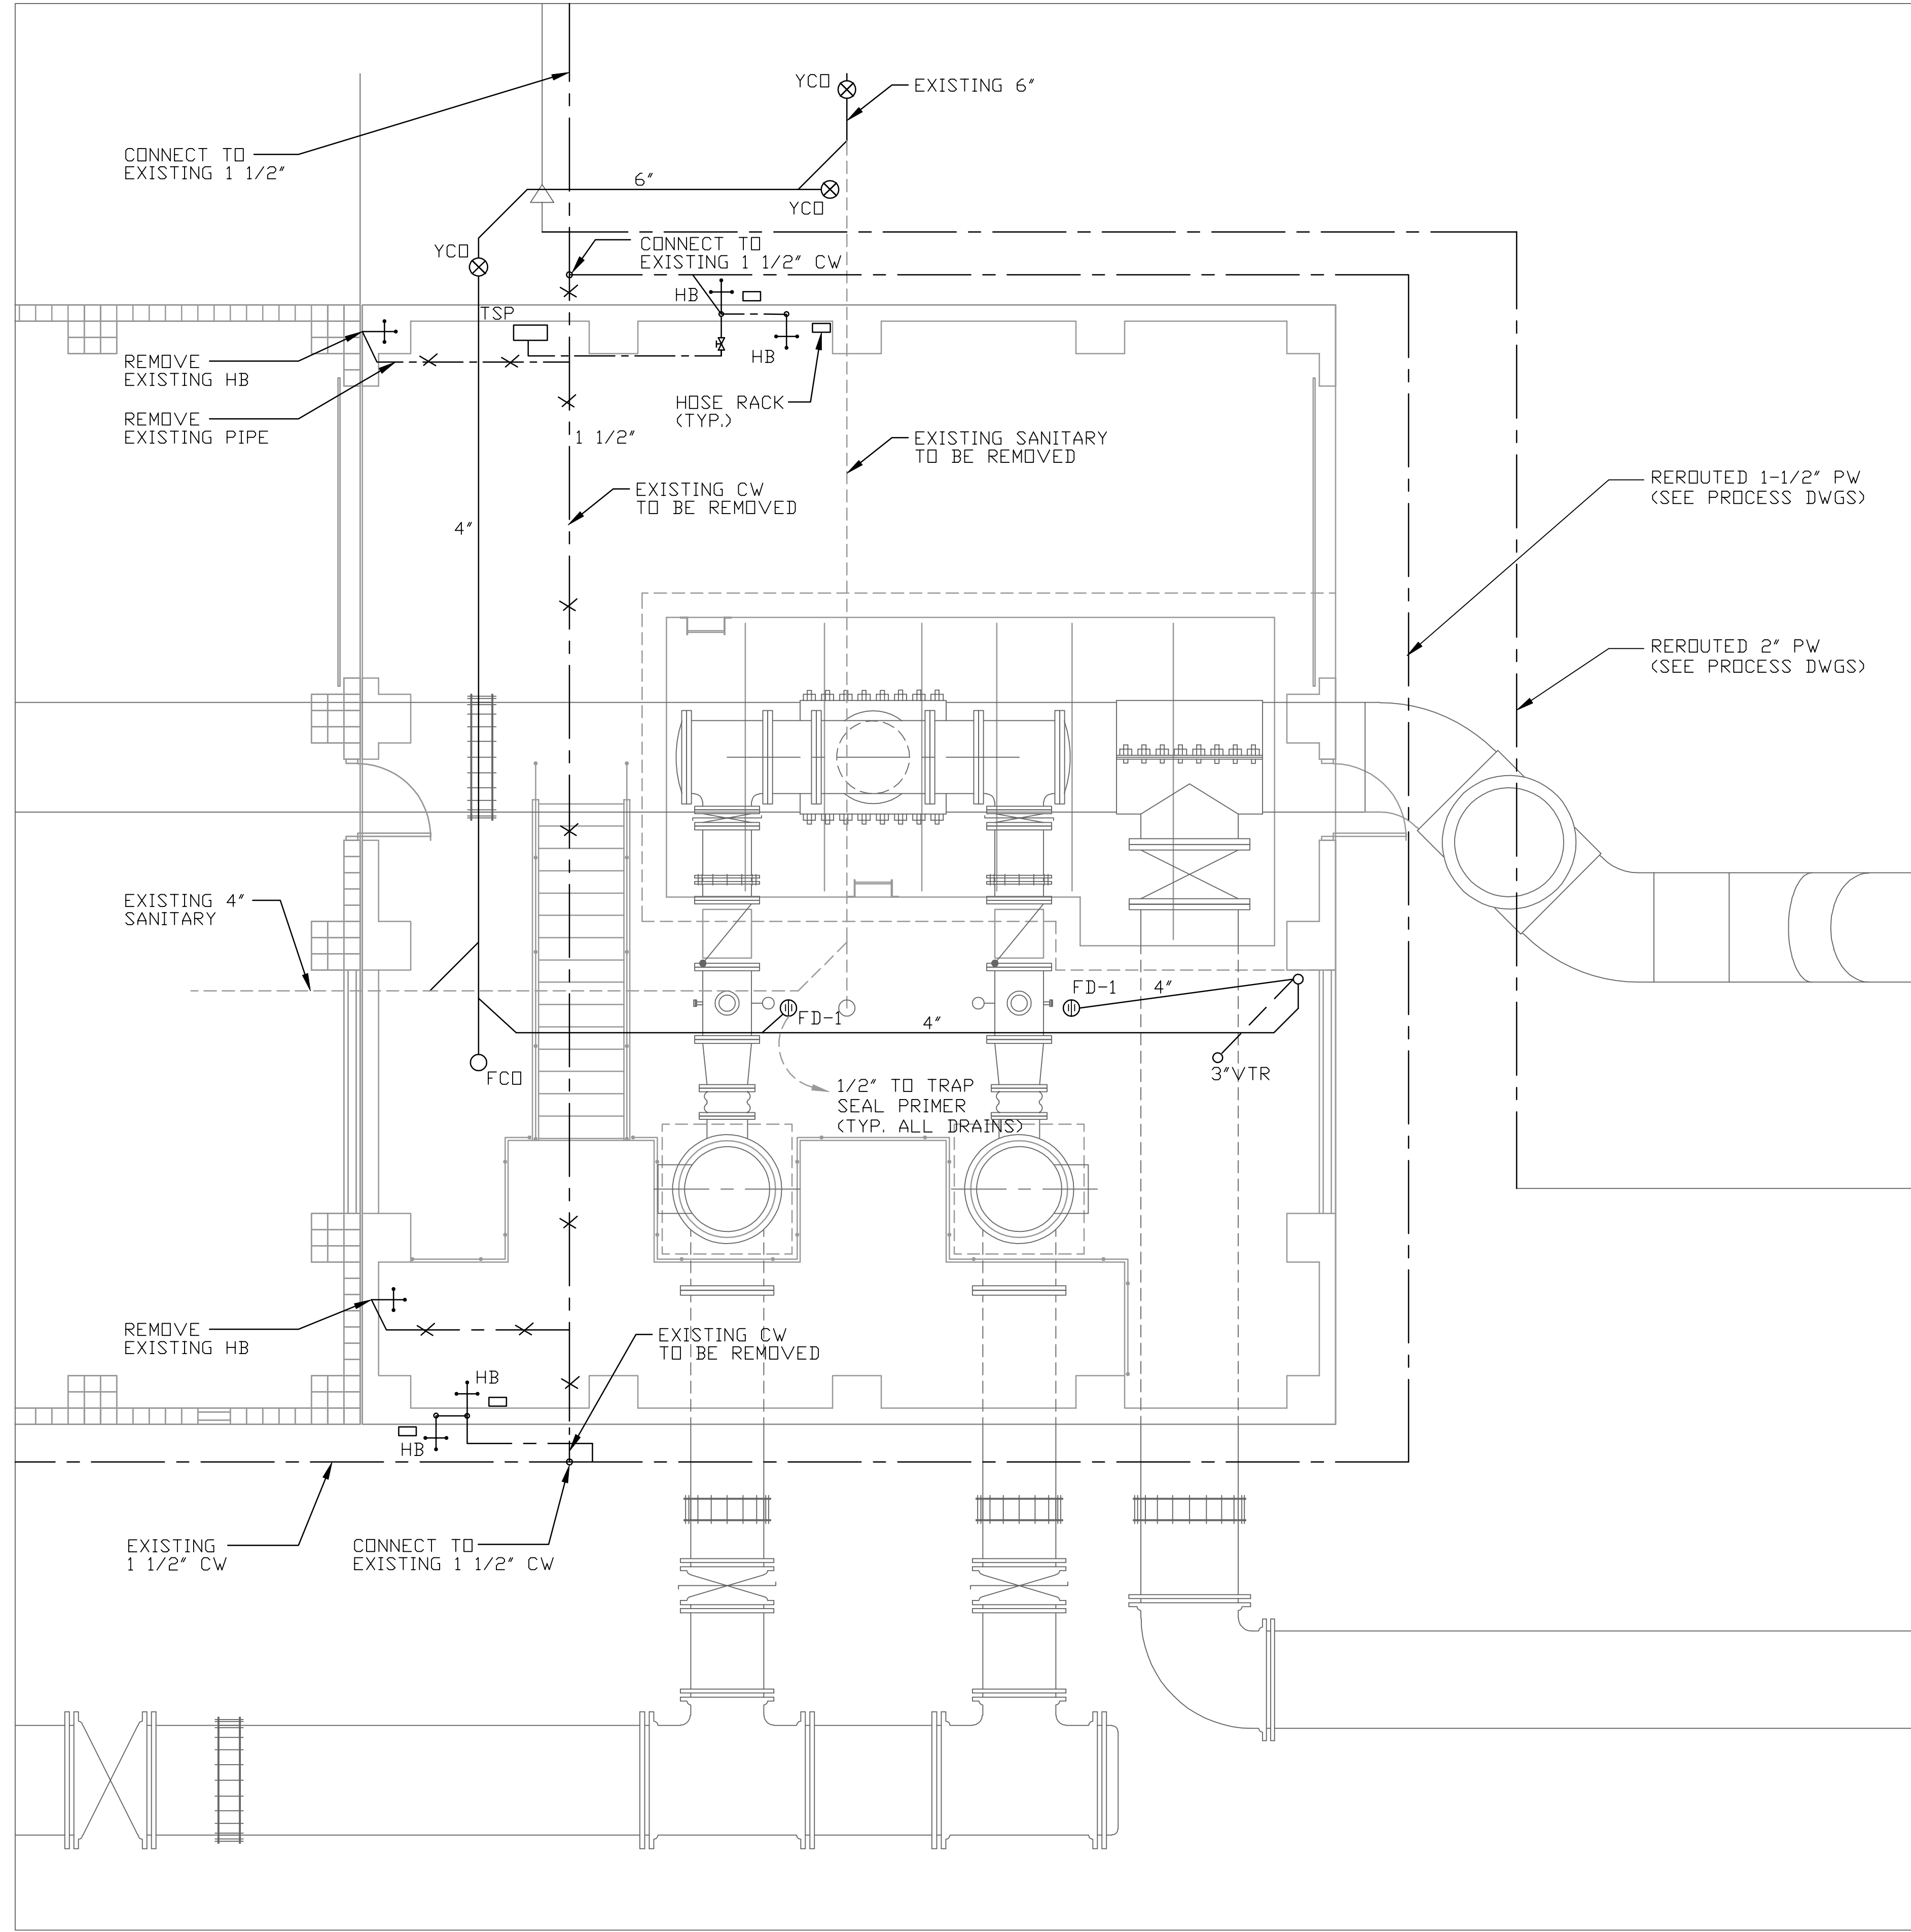 YCO
EXISTING 6"
CONNECT TO
EXISTING 1 1/2"
6"
YCO
YCO
CONNECT TO
EXISTING 1 1/2" CW
HB
TSP
HB
REMOVE
EXISTING HB
HOSE RACK
(TYP.)
REMOVE
EXISTING PIPE
1 1/2"
EXISTING SANITARY
TO BE REMOVED
EXISTING CW
TO BE REMOVED
REROUTED 1-1/2" PW
(SEE PROCESS DWGS)
4"
REROUTED 2" PW
(SEE PROCESS DWGS)
EXISTING 4"
SANITARY
FD-1
4"
FD-1
4"
FCO
3"VTR
1/2" TO TRAP
SEAL PRIMER
(TYP. ALL DRAINS)
REMOVE
EXISTING HB
EXISTING CW
TO BE REMOVED
HB
HB
EXISTING
1 1/2" CW
CONNECT TO
EXISTING 1 1/2" CW